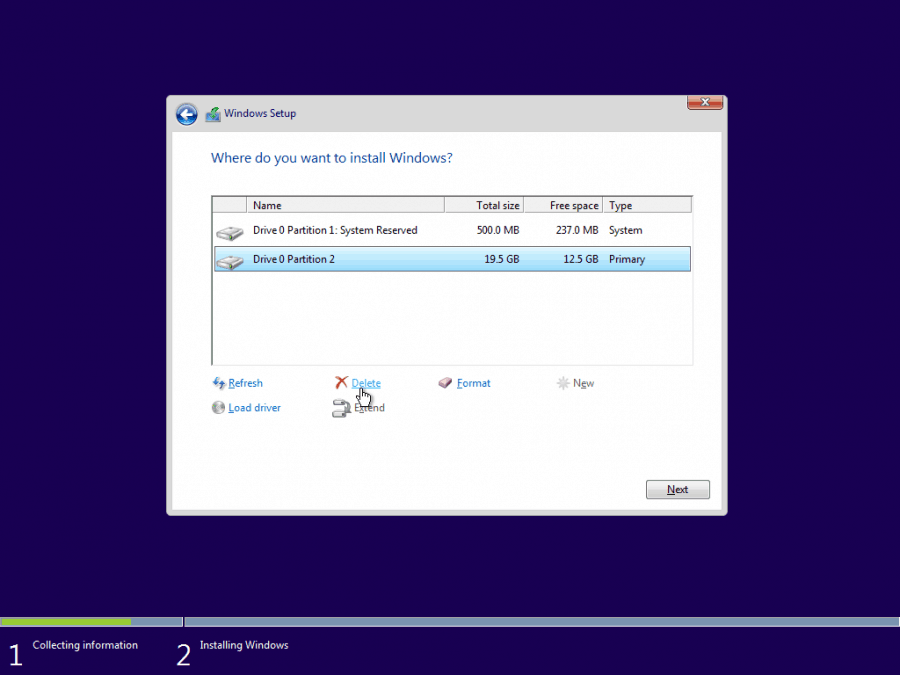 Windows Setup
Where do you want to install Windows?
Name Total size Free space Type
Drive 0 Partition 1: System Reserved 500.0 MB 237.0 MB System
Drive 0 Partition 2 19.5 GB 12.5 GB Primary
Refresh Delete Format New
Load driver Extend
Next
1 Collecting information 2 Installing Windows